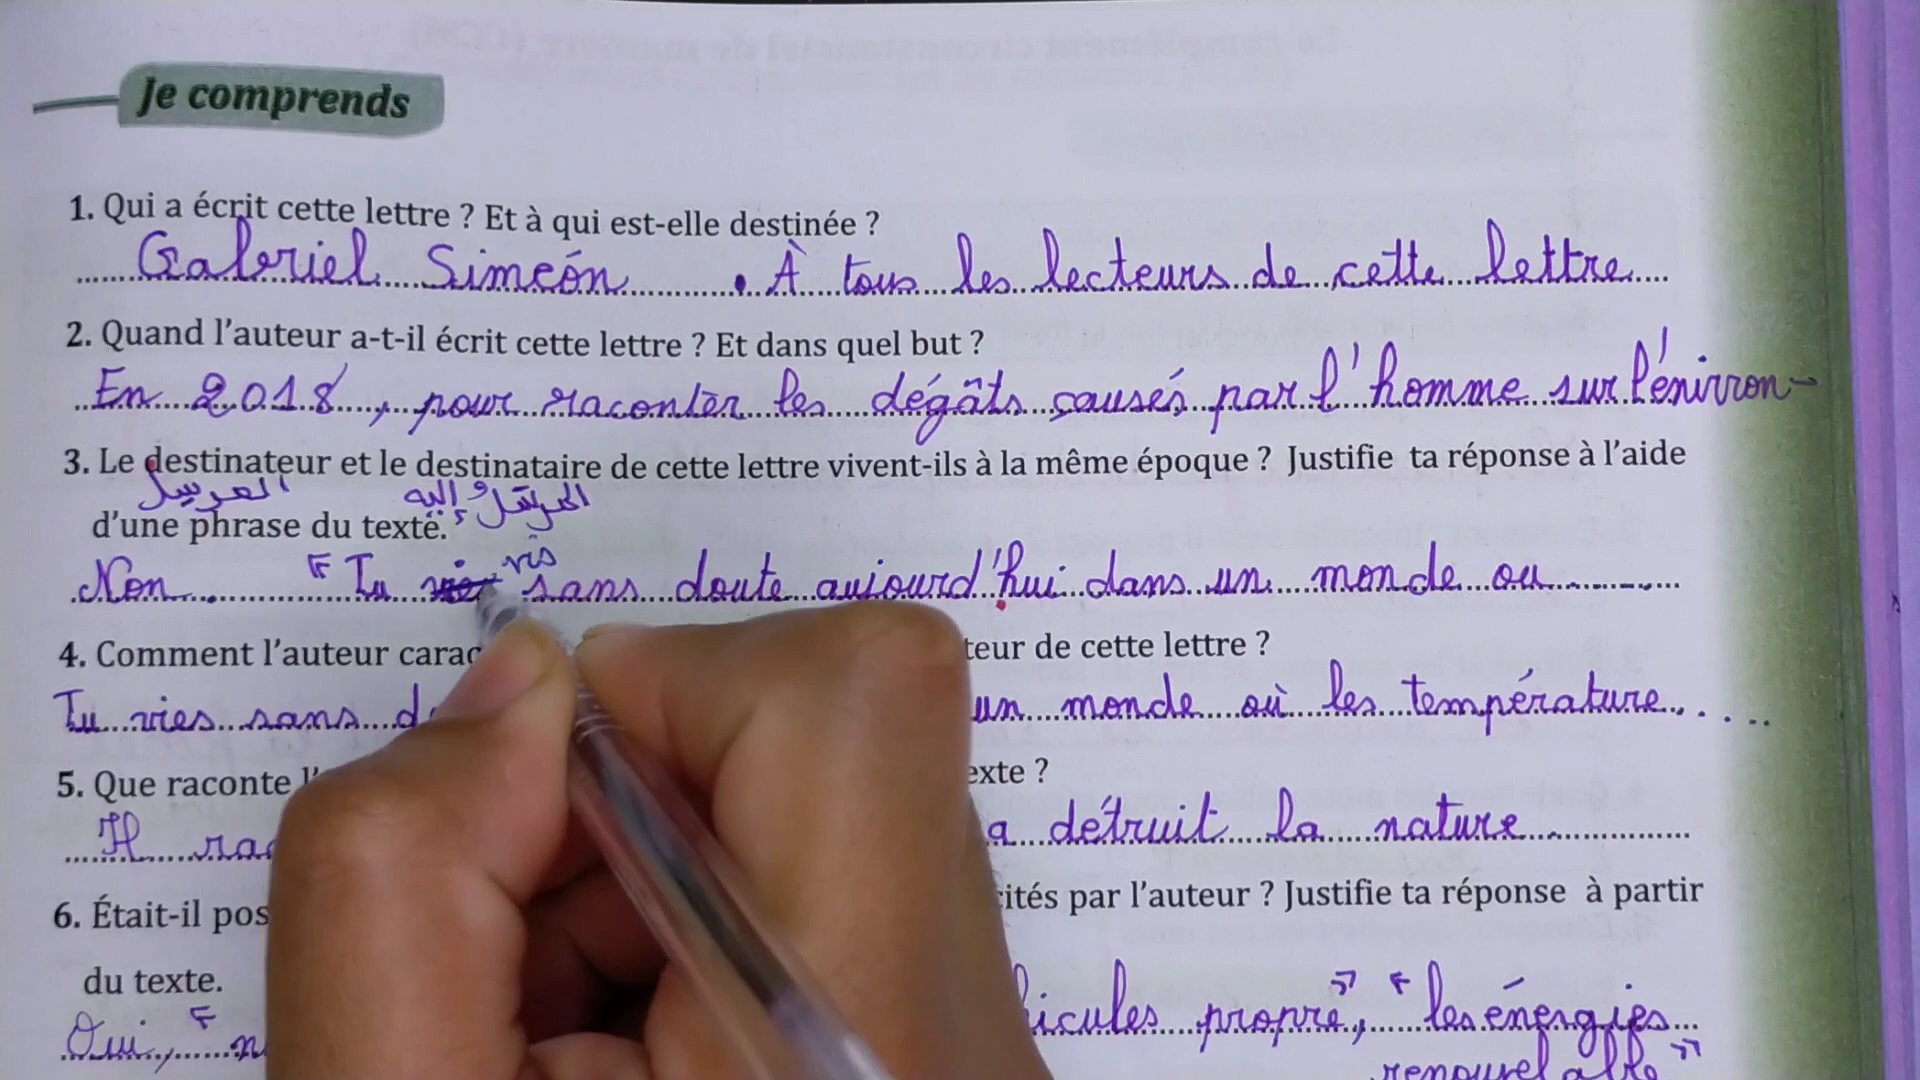 Je comprends
1. Qui a écrit cette lettre ? Et à qui est-elle destinée ?
Gabriel Simeón . À tous les lecteurs de cette lettre
2. Quand l'auteur a-t-il écrit cette lettre ? Et dans quel but ?
En 2018, pour raconter les dégâts causés par l'homme sur l'énirron-
3. Le destinateur et le destinataire de cette lettre vivent-ils à la même époque ? Justifie ta réponse à l'aide
المرسل المرسل إليه
d'une phrase du texte.
vis
Non . " Tu sans doute aujourd'hui dans un monde ou
4. Comment l'auteur carac teur de cette lettre ?
Tu vies sans d un monde où les température....
5. Que raconte l' exte ?
Il rac a détruit la nature
6. Était-il pos cités par l'auteur ? Justifie ta réponse à partir
du texte.
Oui, " n icules propre", "les énergies
renouvelable"